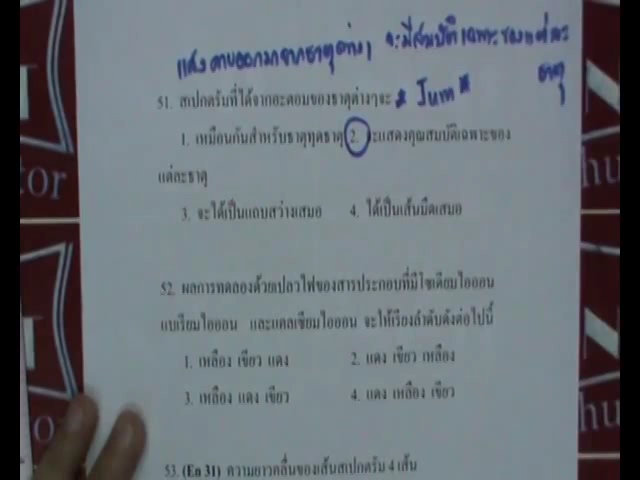 แสงคายออกมาจากธาตุต่างๆ จะมีสมบัติเฉพาะของแต่ละ
ธาตุ
51. สเปกตรัมที่ได้จากอะตอมของธาตุต่างๆจะ * โนเน *
1. เหมือนกันสำหรับธาตุทุกธาตุ 2. จะแสดงคุณสมบัติเฉพาะของ
แต่ละธาตุ
3. จะได้เป็นแถบสว่างเสมอ 4. ได้เป็นเส้นมืดเสมอ
52. ผลการทดลองด้วยเปลวไฟของสารประกอบที่มีโซเดียมไอออน
แบเรียมไอออน และแคลเซียมไอออน จะให้เรียงลำดับดังต่อไปนี้
1. เหลือง เขียว แดง 2. แดง เขียว เหลือง
3. เหลือง แดง เขียว 4. แดง เหลือง เขียว
53. (En 31) ความยาวคลื่นของเส้นสเปกตรัม 4 เส้น
tor
hu